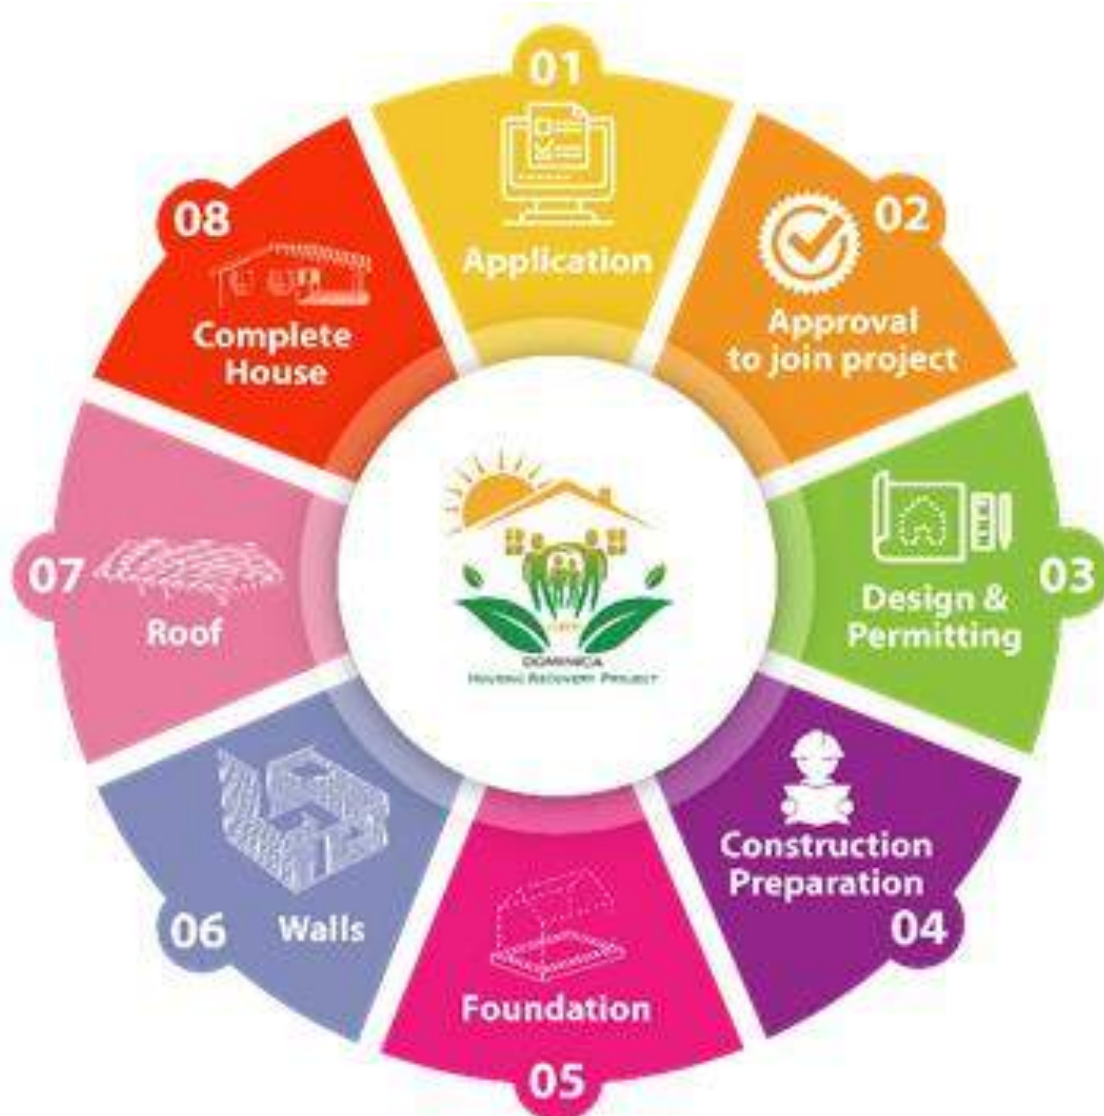 01
Application
02
Approval
to join project
03
Design &
Permitting
Construction
Preparation
04
Foundation
05
06
Walls
07
Roof
08
Complete
House
DOMINICA
HOUSING RECOVERY PROJECT